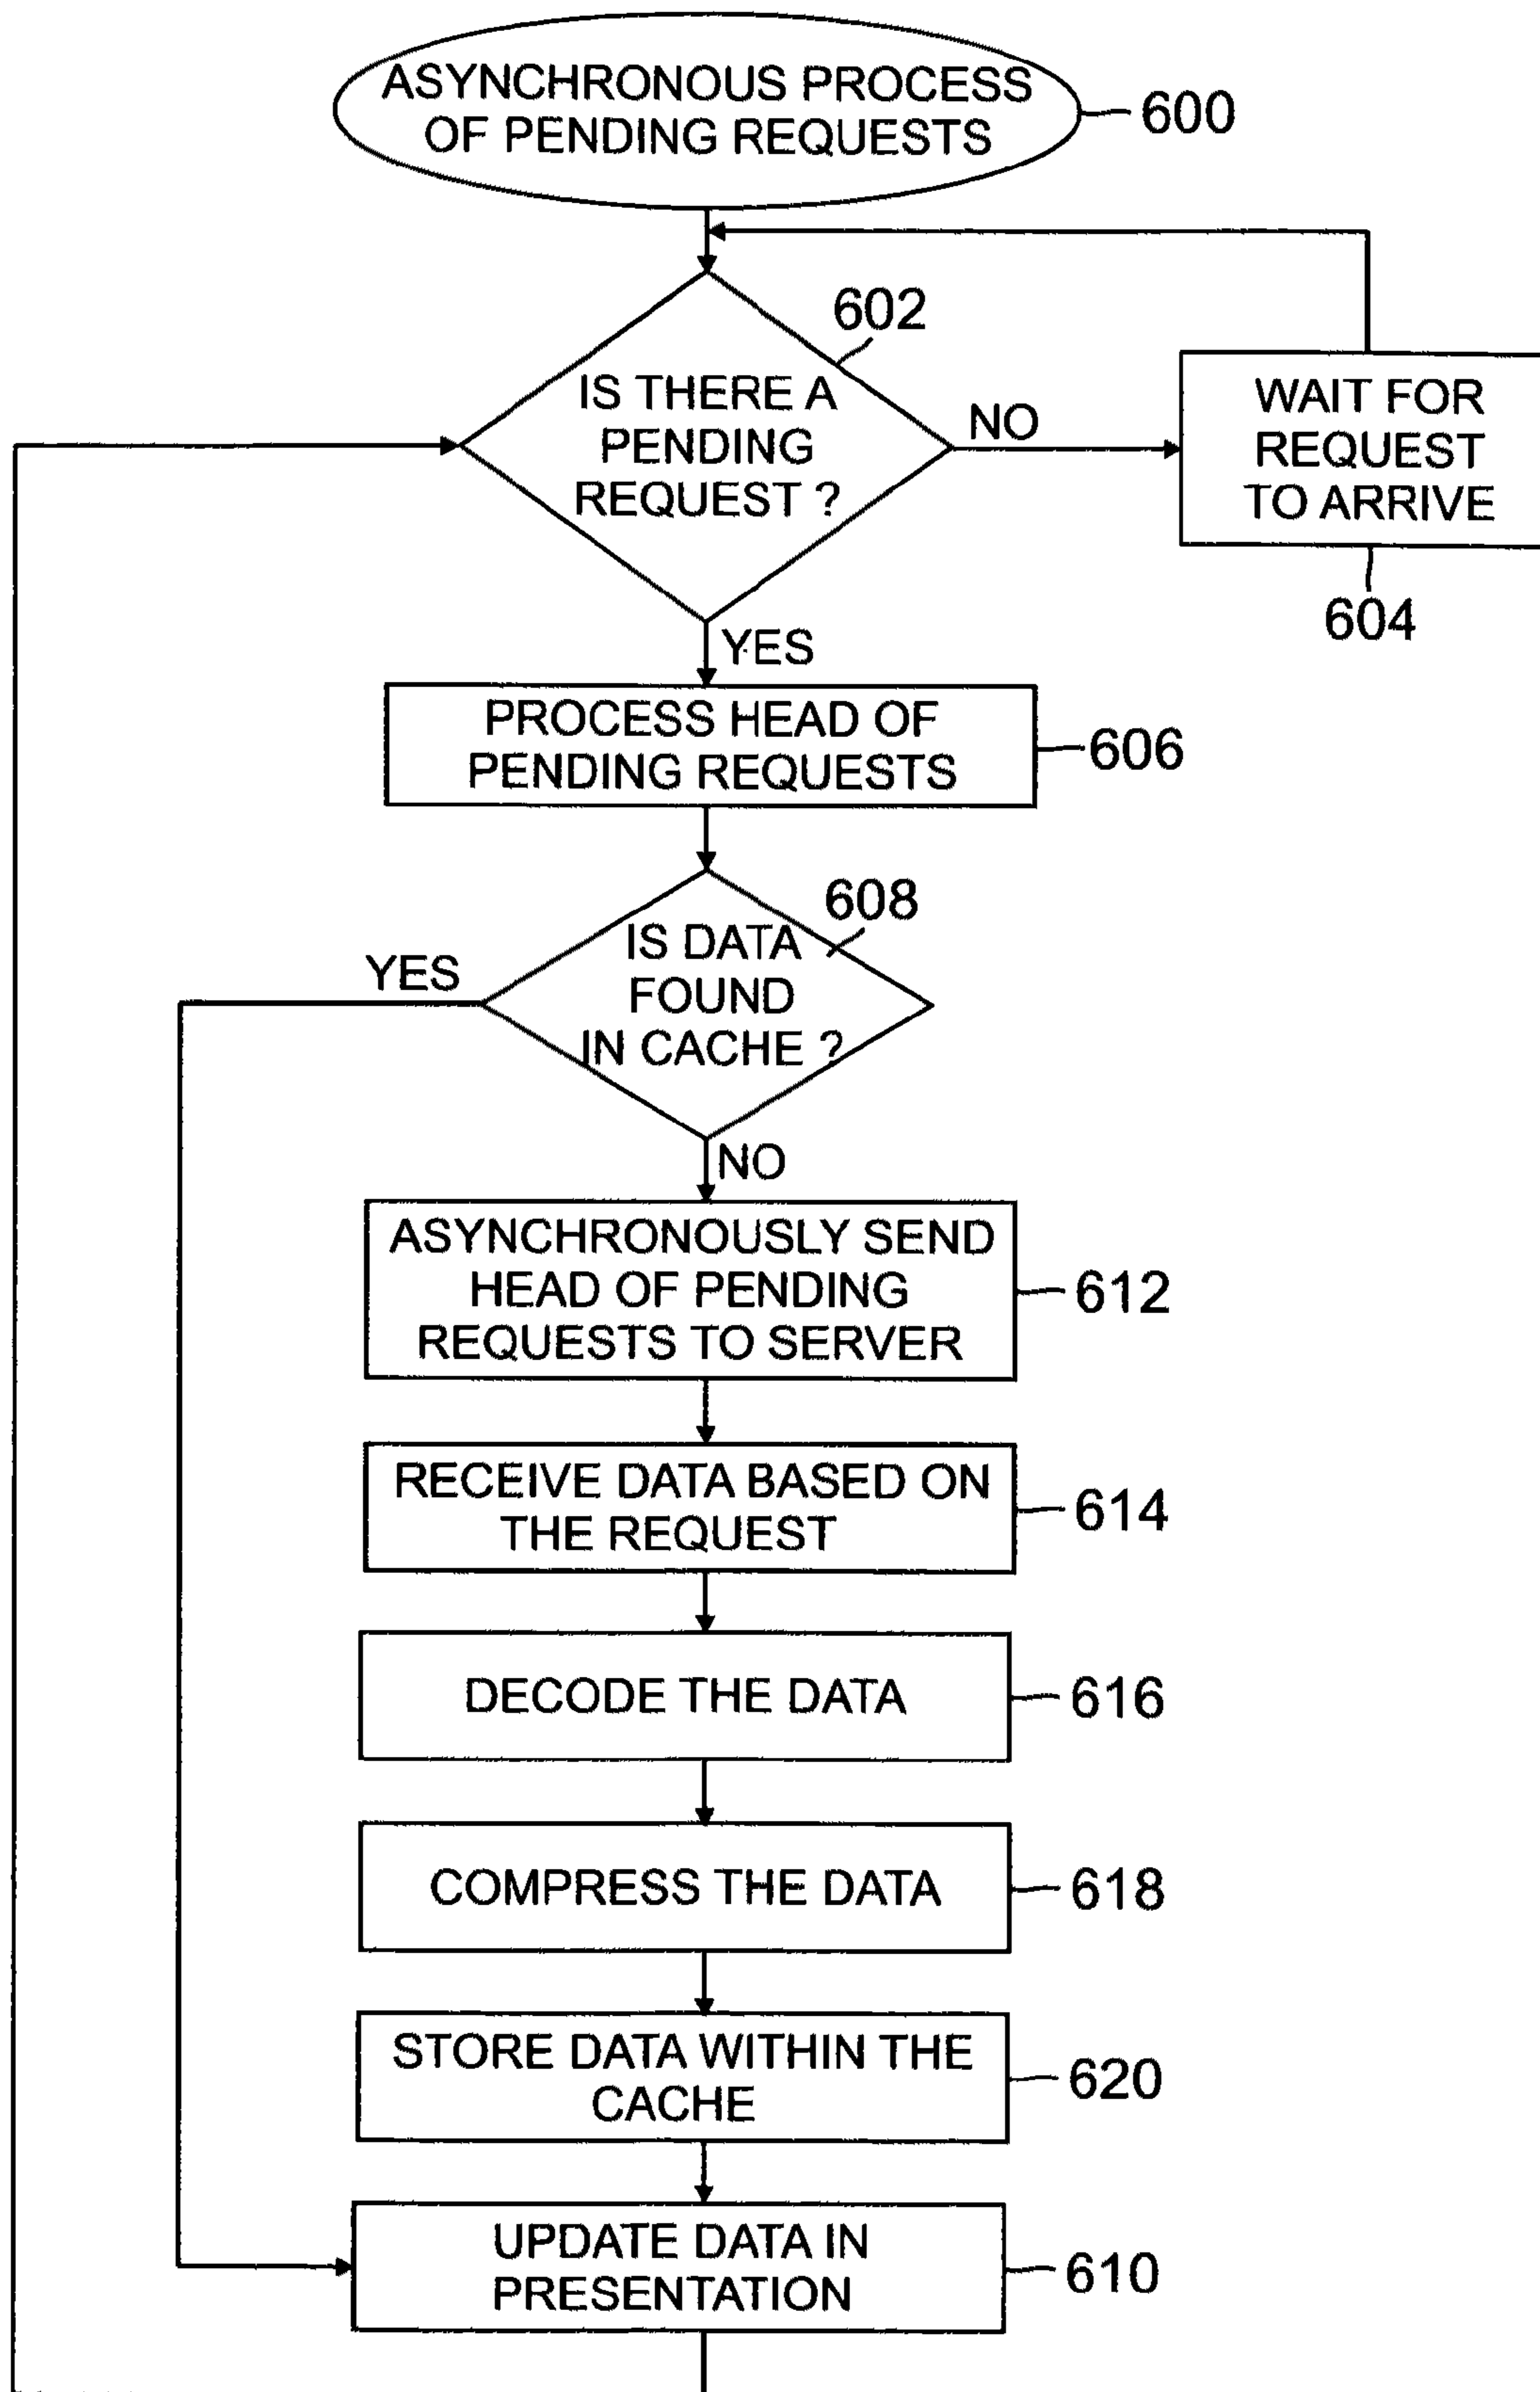 ASYNCHRONOUS PROCESS
OF PENDING REQUESTS
600
602
IS THERE A
PENDING
REQUEST ?
NO
WAIT FOR
REQUEST
TO ARRIVE
604
YES
PROCESS HEAD OF
PENDING REQUESTS
606
608
YES
IS DATA
FOUND
IN CACHE ?
NO
ASYNCHRONOUSLY SEND
HEAD OF PENDING
REQUESTS TO SERVER
612
RECEIVE DATA BASED ON
THE REQUEST
614
DECODE THE DATA
616
COMPRESS THE DATA
618
STORE DATA WITHIN THE
CACHE
620
UPDATE DATA IN
PRESENTATION
610